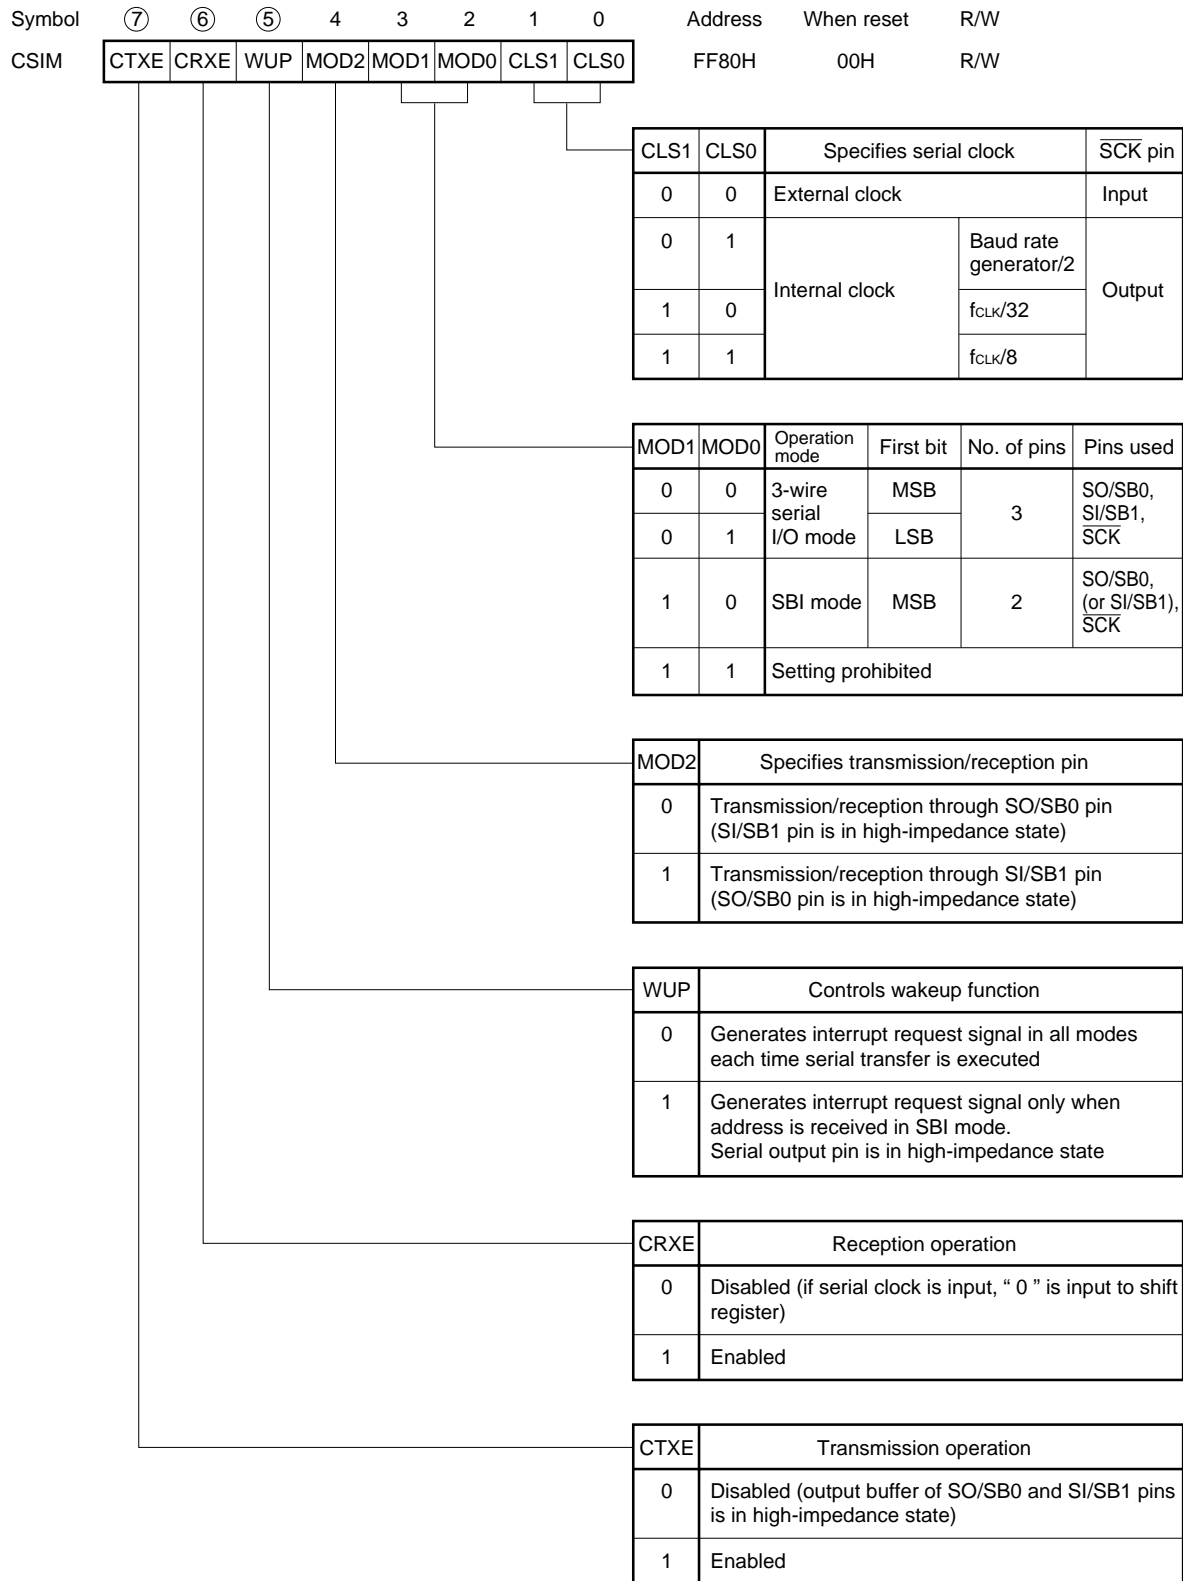 Symbol ⑦ ⑥ ⑤ 4 3 2 1 0 Address When reset R/W
CSIM CTXE CRXE WUP MOD2 MOD1 MOD0 CLS1 CLS0 FF80H 00H R/W
CLS1 CLS0 Specifies serial clock SCK pin
0 0 External clock Input
0 1 Internal clock Baud rate generator/2 Output
1 0 fCLK/32
1 1 fCLK/8
MOD1 MOD0 Operation mode First bit No. of pins Pins used
0 0 3-wire serial I/O mode MSB 3 SO/SB0, SI/SB1, SCK
0 1 LSB
1 0 SBI mode MSB 2 SO/SB0, (or SI/SB1), SCK
1 1 Setting prohibited
MOD2 Specifies transmission/reception pin
0 Transmission/reception through SO/SB0 pin
(SI/SB1 pin is in high-impedance state)
1 Transmission/reception through SI/SB1 pin
(SO/SB0 pin is in high-impedance state)
WUP Controls wakeup function
0 Generates interrupt request signal in all modes
each time serial transfer is executed
1 Generates interrupt request signal only when
address is received in SBI mode.
Serial output pin is in high-impedance state
CRXE Reception operation
0 Disabled (if serial clock is input, “ 0 ” is input to shift
register)
1 Enabled
CTXE Transmission operation
0 Disabled (output buffer of SO/SB0 and SI/SB1 pins
is in high-impedance state)
1 Enabled